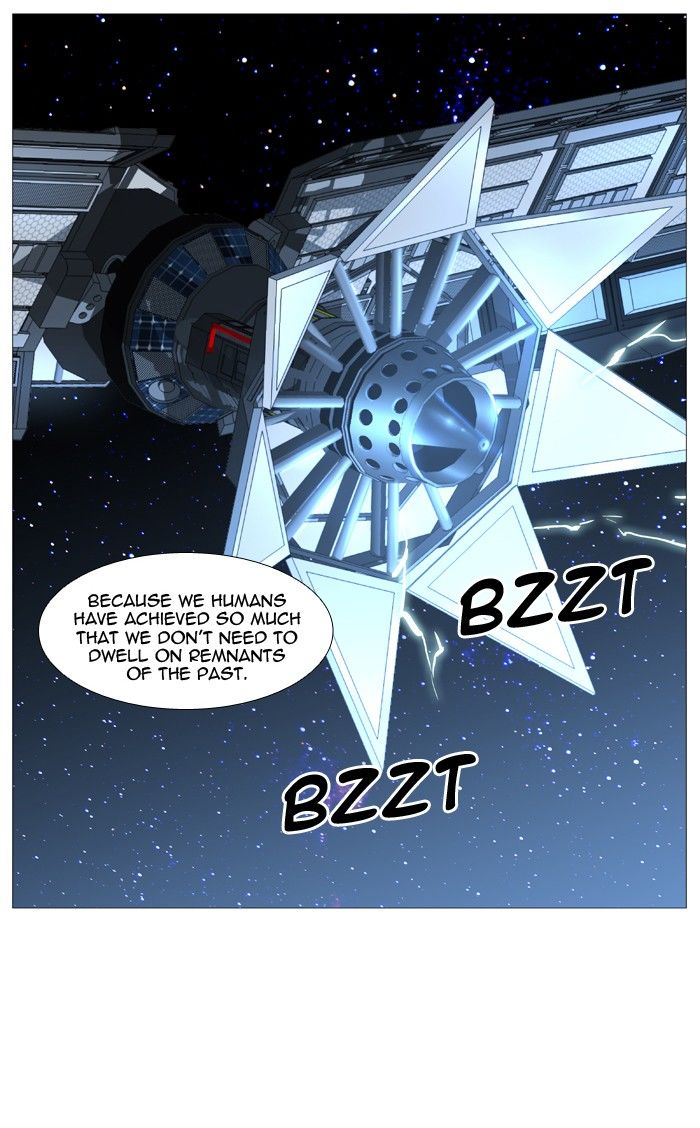 BECAUSE WE HUMANS
HAVE ACHIEVED SO MUCH
THAT WE DON'T NEED TO
DWELL ON REMNANTS
OF THE PAST.
BZZT
BZZT